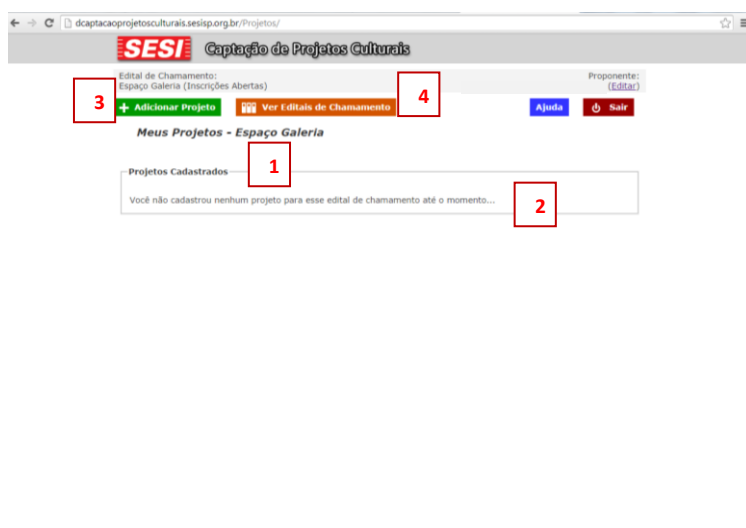 dcaptacaoprojetosculturais.sesisp.org.br/Projetos/
SESI Captação de Projetos Culturais
Edital de Chamamento:
Espaço Galeria (Inscrições Abertas)
Proponente:
(Editar)
3
Adicionar Projeto
Ver Editais de Chamamento
4
Ajuda
Sair
Meus Projetos - Espaço Galeria
1
Projetos Cadastrados
Você não cadastrou nenhum projeto para esse edital de chamamento até o momento...
2